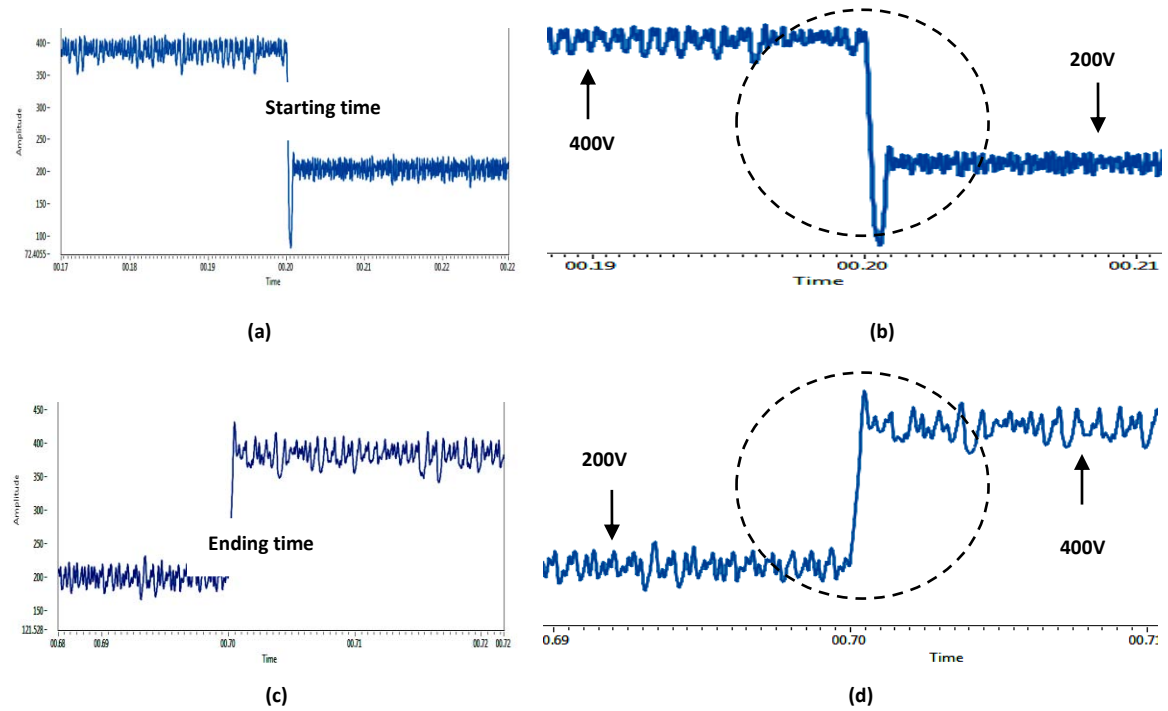 400-
350-
300-
250-
200-
150-
100-
72.4055-
Amplitude
Starting time
00.17 00.18 00.19 00.20 00.21 00.22 00.22
Time
(a)
400V
200V
00.19 00.20 00.21
Time
(b)
450-
400-
350-
300-
250-
200-
150-
121.528-
Amplitude
Ending time
00.68 00.69 00.70 00.71 00.72 00.72
Time
(c)
200V
400V
0.69 00.70 00.71
Time
(d)